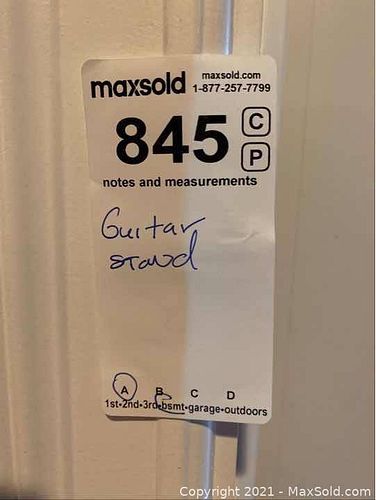 maxsold maxsold.com
1-877-257-7799
845 C
P
notes and measurements
Guitar
stand
A B C D
1st•2nd•3rd•bsmt•garage•outdoors
Copyright © 2021 - MaxSold.com